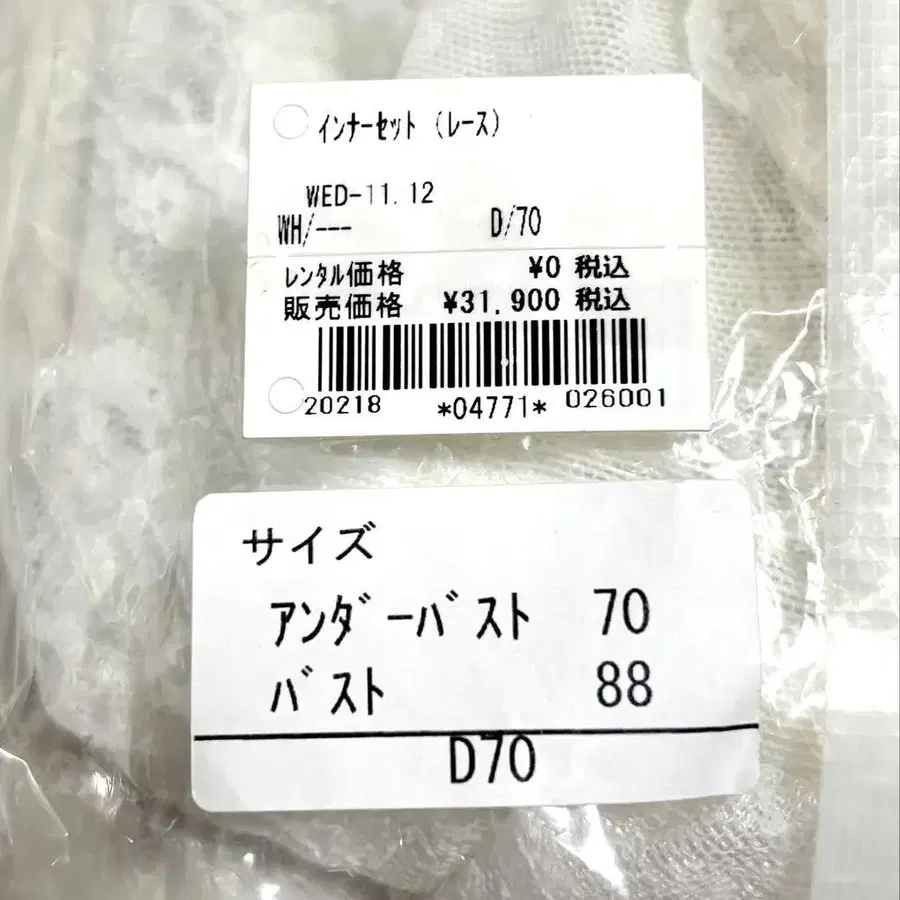 インナーセット（レース）
WED-11.12
WH/--- D/70
レンタル価格 ¥0 税込
販売価格 ¥31,900 税込
20218 *04771* 026001
サイズ
アンダーバスト 70
バスト 88
D70